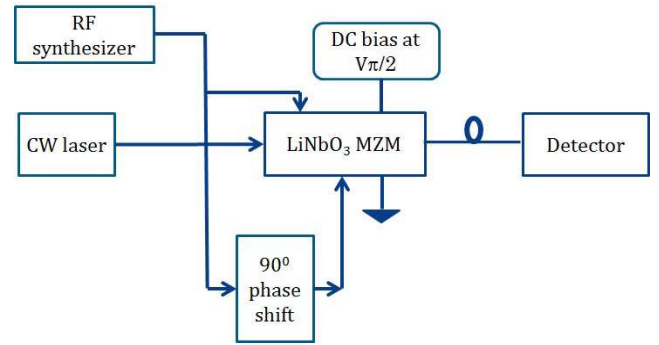 RF
synthesizer
DC bias at
Vπ/2
CW laser
LiNbO₃ MZM
Detector
90⁰
phase
shift